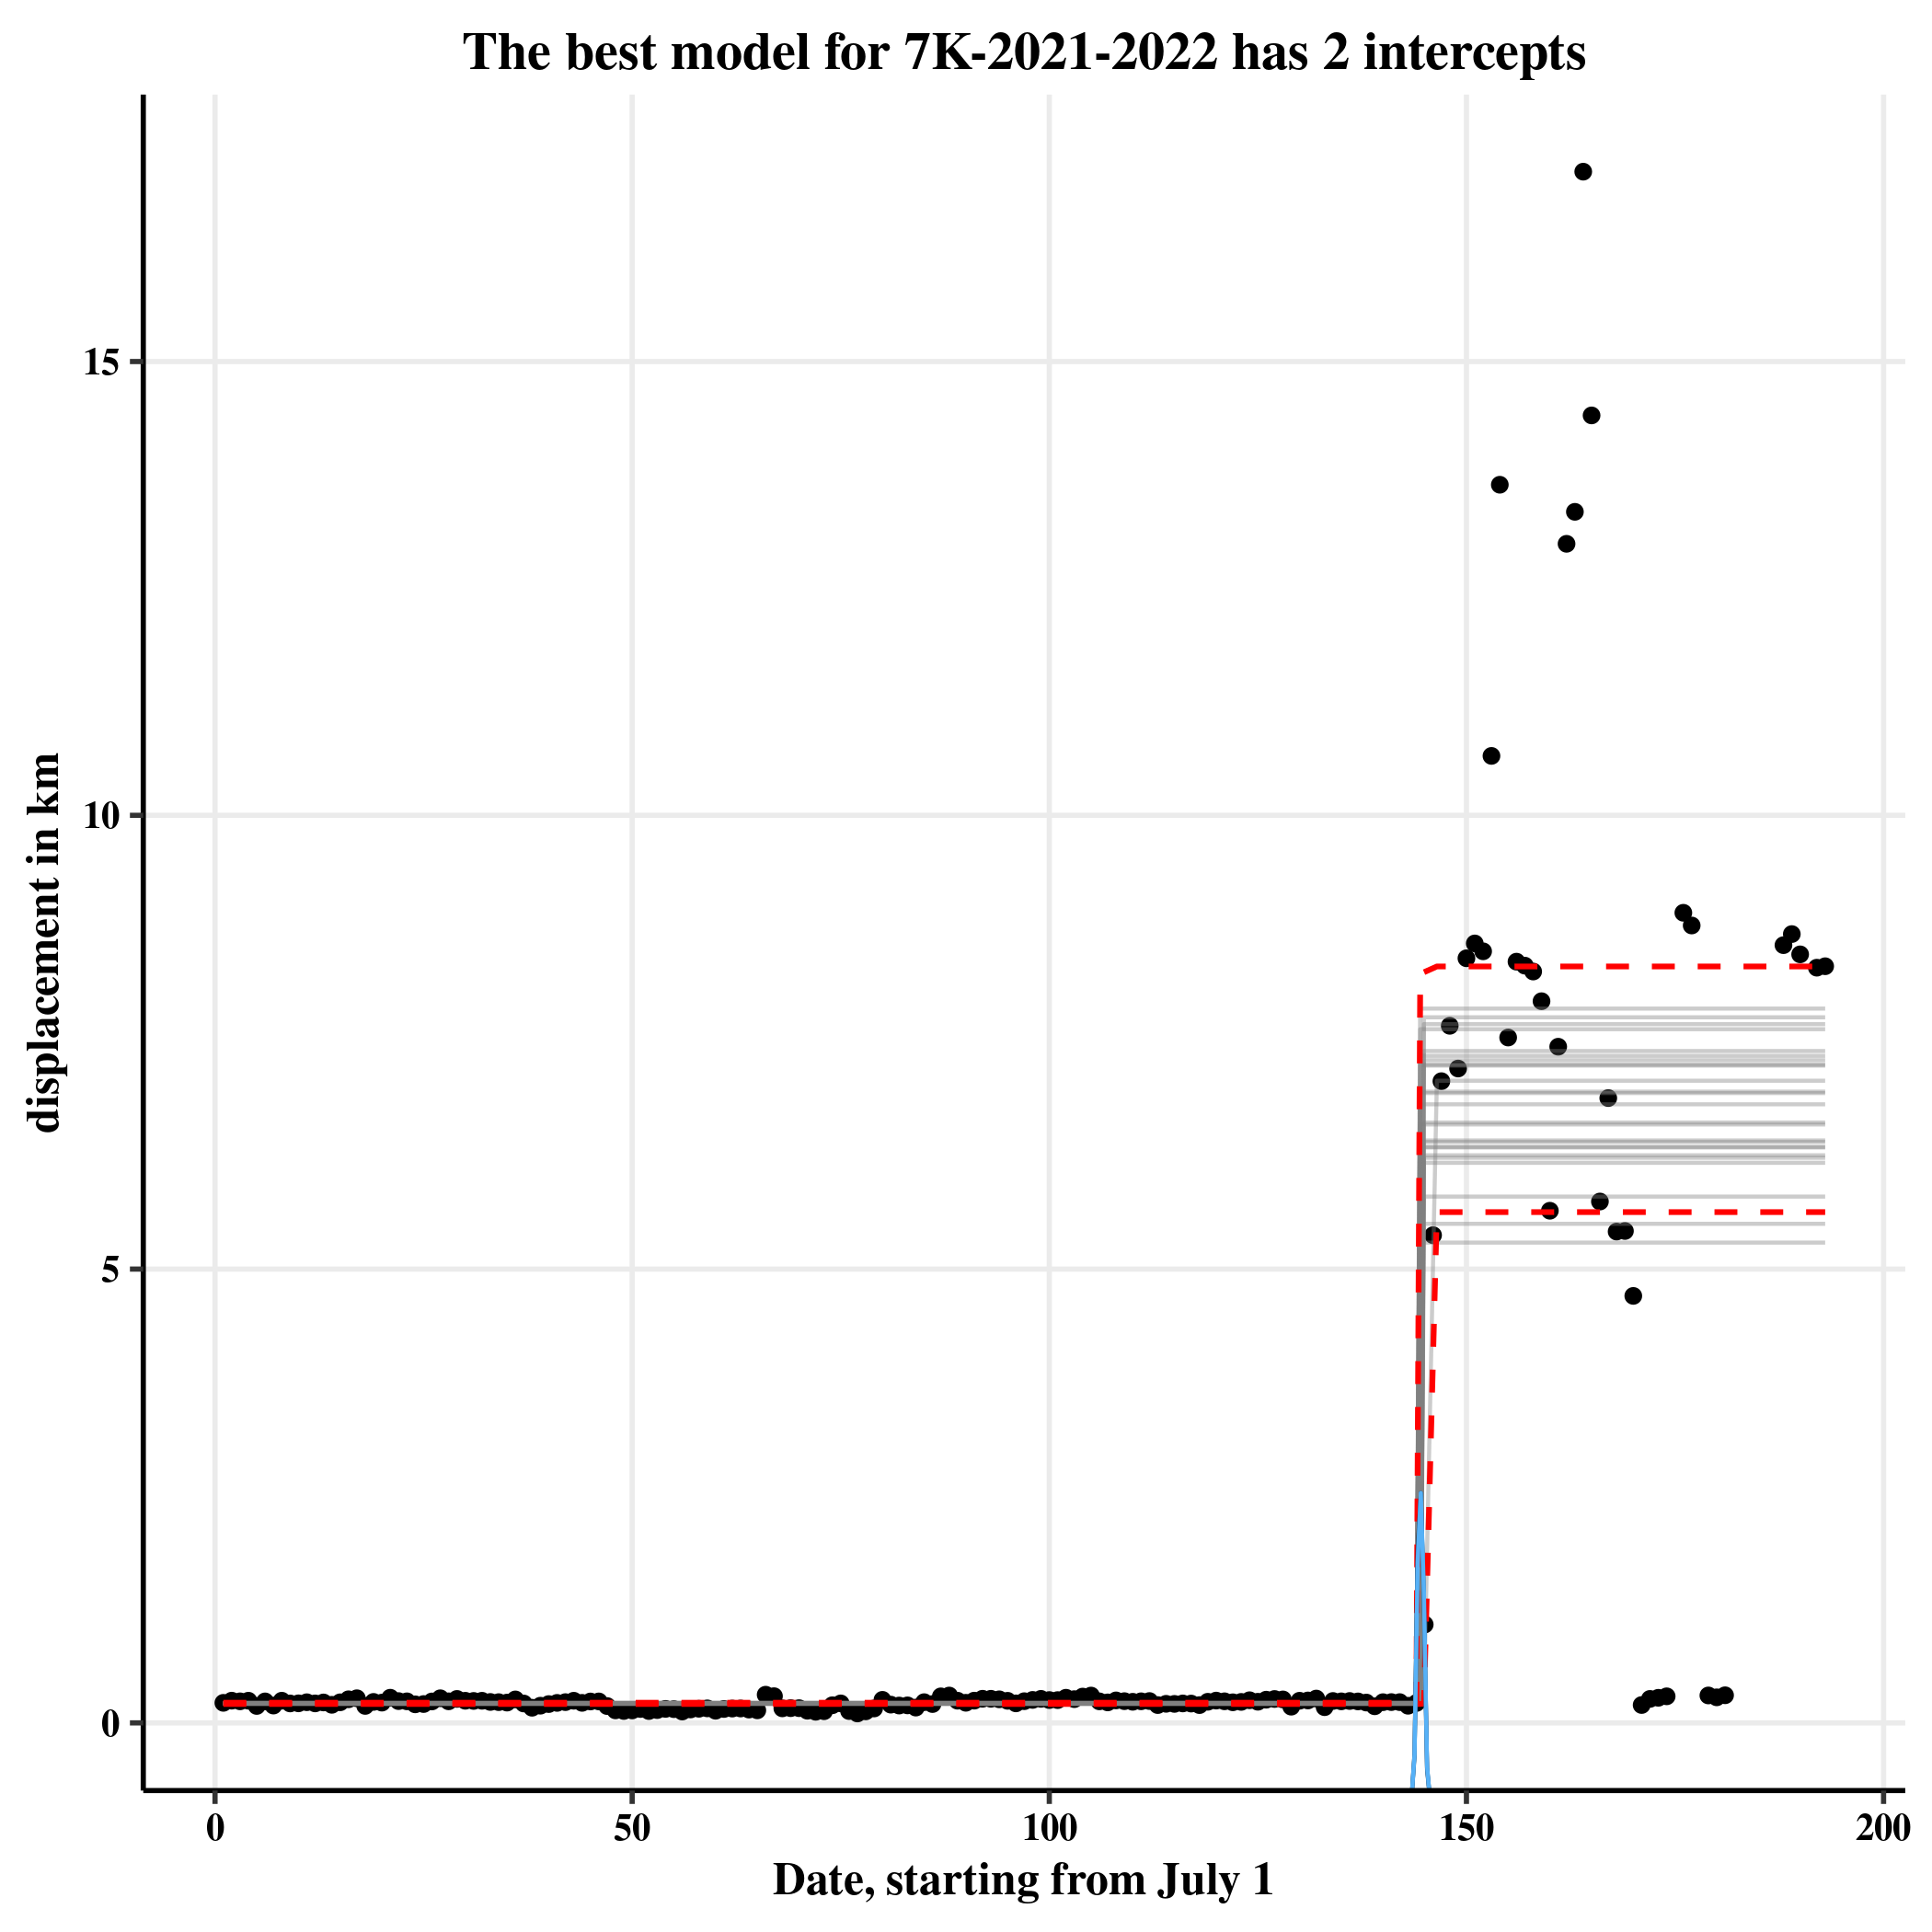 The best model for 7K-2021-2022 has 2 intercepts
displacement in km
15
10
5
0
0 50 100 150 200
Date, starting from July 1